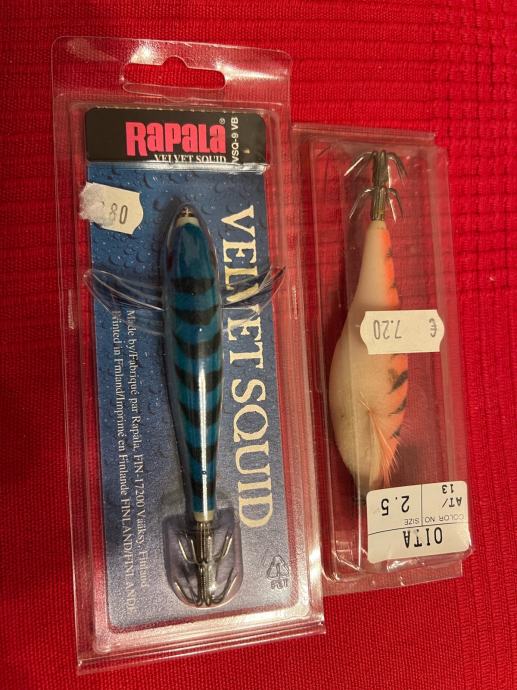 RAPALA®
VELVET SQUID
VSQ-9 VB
08
VELVET SQUID
Made by/Fabriqué par Rapala, FIN-17200 Vääksy, Finland
Printed in Finland/Imprimé en Finlande FINLAND/FINLANDE
€
7.20
OITA
COLOR NO. SIZE
AT/ 2.5
13